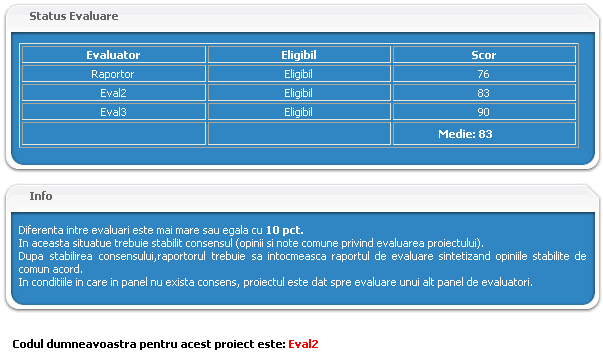 Status Evaluare
Evaluator Eligibil Scor
Raportor Eligibil 76
Eval2 Eligibil 83
Eval3 Eligibil 90
Medie: 83
Info
Diferenta intre evaluari este mai mare sau egala cu 10 pct.
In aceasta situatue trebuie stabilit consensul (opinii si note comune privind evaluarea proiectului).
Dupa stabilirea consensului,raportorul trebuie sa intocmeasca raportul de evaluare sintetizand opiniile stabilite de
comun acord.
In conditiile in care in panel nu exista consens, proiectul este dat spre evaluare unui alt panel de evaluatori.
Codul dumneavoastra pentru acest proiect este: Eval2